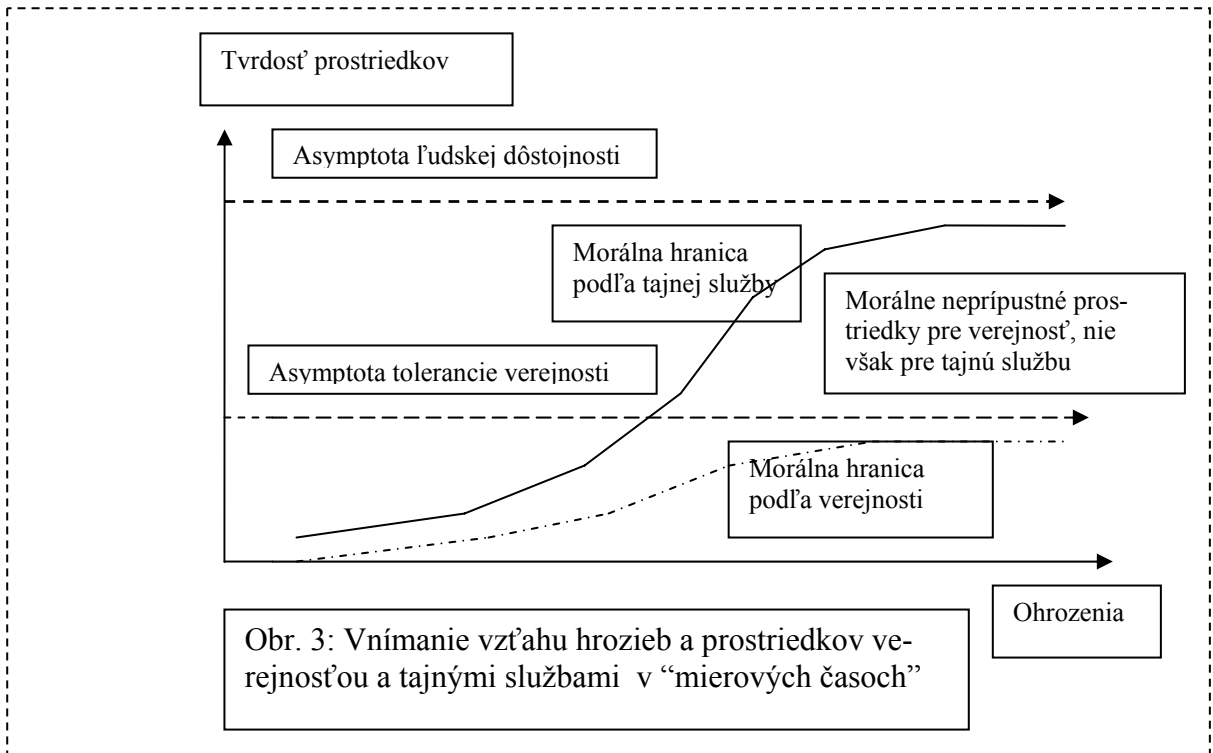 Tvrdosť prostriedkov
Asymptota ľudskej dôstojnosti
Morálna hranica
podľa tajnej služby
Morálne neprípustné pros-
triedky pre verejnosť, nie
však pre tajnú službu
Asymptota tolerancie verejnosti
Morálna hranica
podľa verejnosti
Ohrozenia
Obr. 3: Vnímanie vzťahu hrozieb a prostriedkov ve-
rejnosťou a tajnými službami  v “mierových časoch”